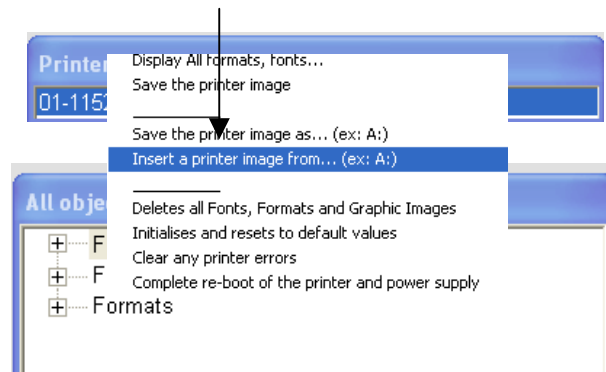 Printer
Display All formats, fonts...
Save the printer image
01-1152
Save the printer image as... (ex: A:)
Insert a printer image from... (ex: A:)
All obje
Deletes all Fonts, Formats and Graphic Images
Initialises and resets to default values
F
Clear any printer errors
F
Complete re-boot of the printer and power supply
Formats